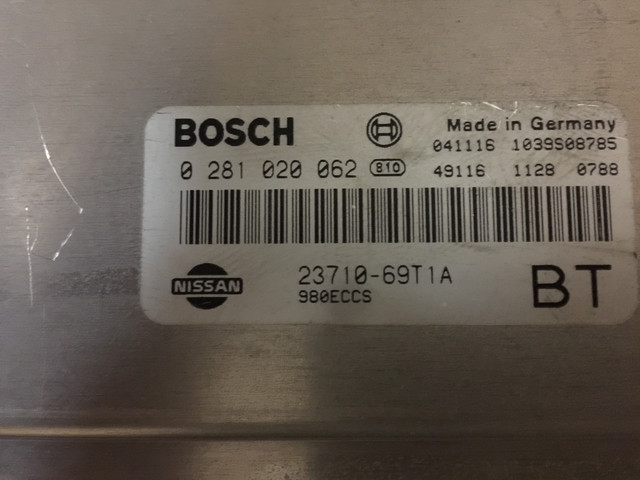 BOSCH
Made in Germany
041116 1039S08785
0 281 020 062 810 49116 1128 0788
23710-69T1A
NISSAN
980ECCS
BT